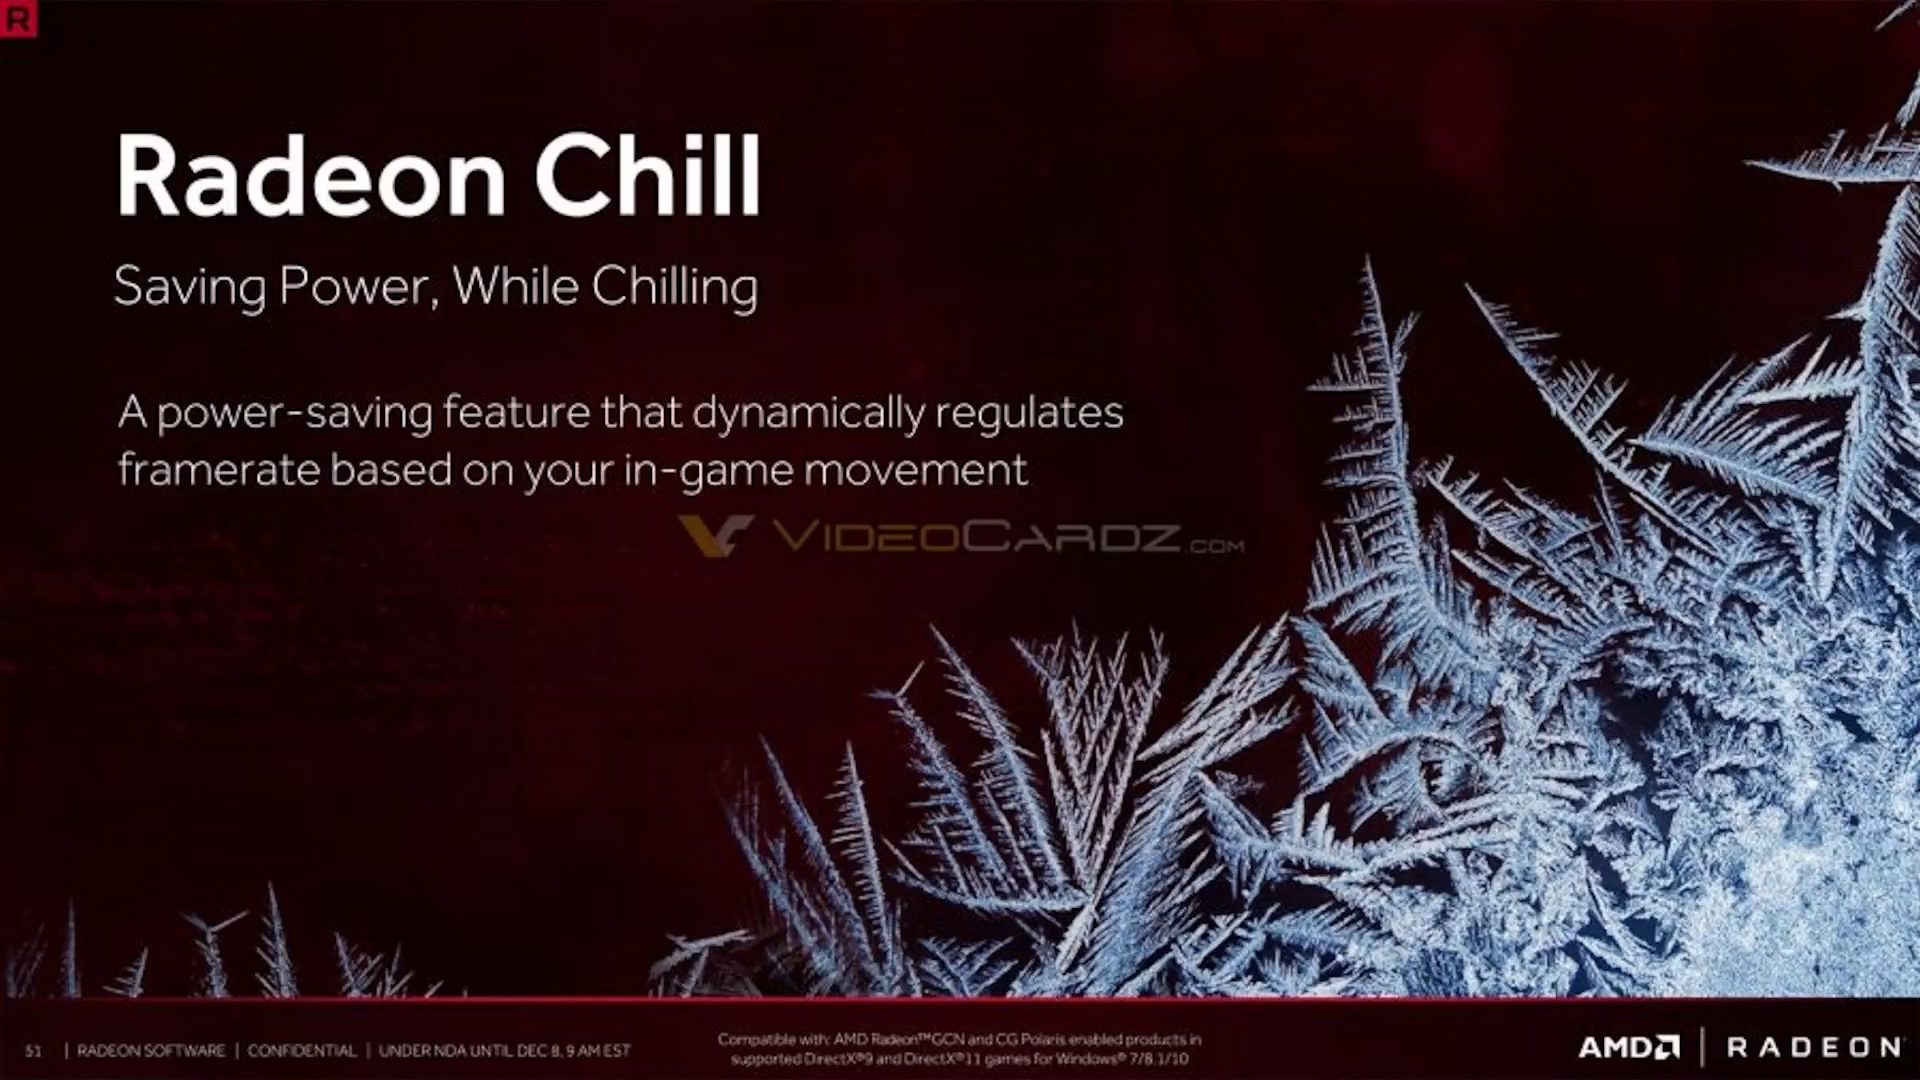 R
Radeon Chill
Saving Power, While Chilling
A power-saving feature that dynamically regulates
framerate based on your in-game movement
VIDEOCARDZ.COM
51 | RADEON SOFTWARE | CONFIDENTIAL | UNDER NDA UNTIL DEC 8, 9 AM EST
Compatible with: AMD Radeon™ GCN and CG Polaris enabled products in
supported DirectX®9 and DirectX®11 games for Windows® 7/8.1/10
AMD | RADEON